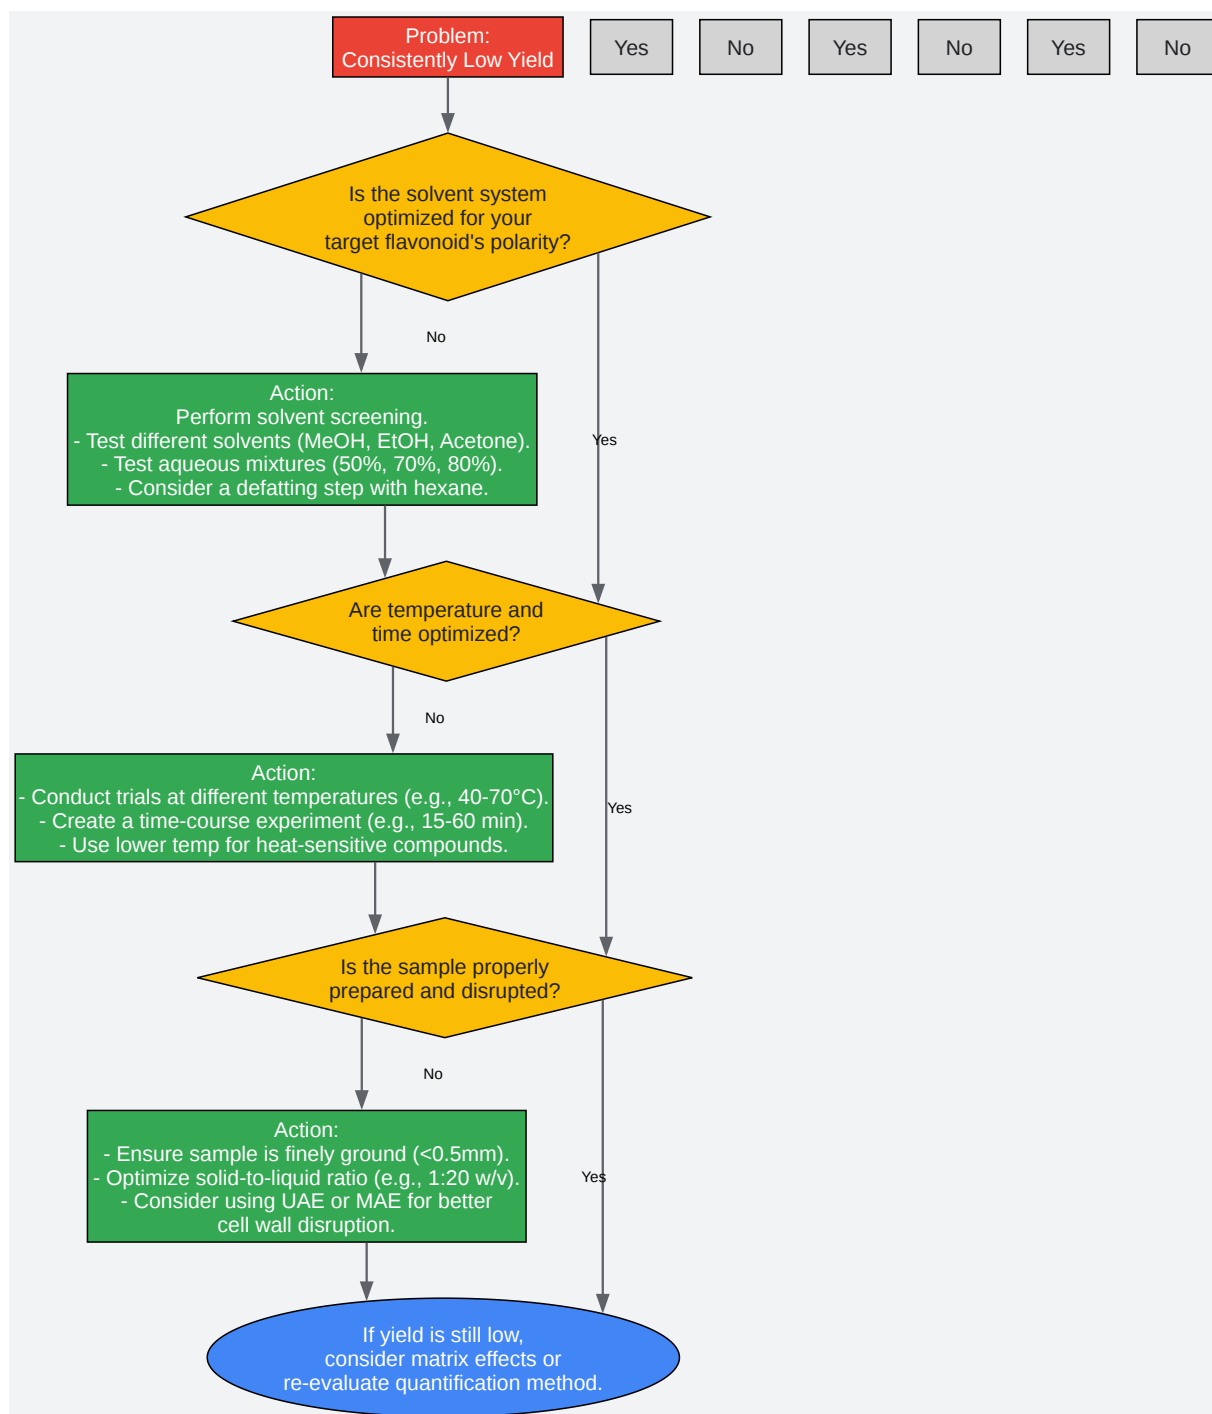 Problem:
Consistently Low Yield
Yes
No
Yes
No
Yes
No
Is the solvent system
optimized for your
target flavonoid's polarity?
No
Action:
Perform solvent screening.
- Test different solvents (MeOH, EtOH, Acetone).
- Test aqueous mixtures (50%, 70%, 80%).
- Consider a defatting step with hexane.
Yes
Are temperature and
time optimized?
No
Action:
- Conduct trials at different temperatures (e.g., 40-70°C).
- Create a time-course experiment (e.g., 15-60 min).
- Use lower temp for heat-sensitive compounds.
Yes
Is the sample properly
prepared and disrupted?
No
Action:
- Ensure sample is finely ground (<0.5mm).
- Optimize solid-to-liquid ratio (e.g., 1:20 w/v).
- Consider using UAE or MAE for better
cell wall disruption.
Yes
If yield is still low,
consider matrix effects or
re-evaluate quantification method.